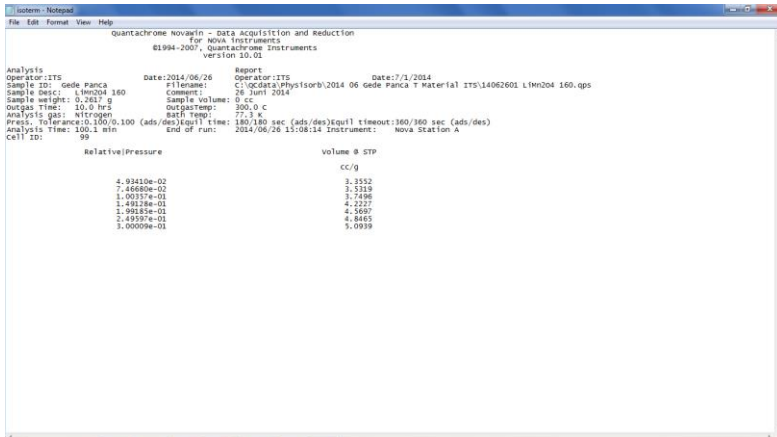 isoterm - Notepad
File Edit Format View Help
Quantachrome NovaWin - Data Acquisition and Reduction
for NOVA instruments
©1994-2007, Quantachrome Instruments
version 10.01
Analysis Report
Operator:ITS Date:2014/06/26 Operator:ITS Date:7/1/2014
Sample ID: Gede Panca Filename: C:\QCdata\Physisorb\2014 06 Gede Panca T Material ITS\14062601 LiMn2O4 160.qps
Sample Desc: LiMn2O4 160 Comment: 26 Juni 2014
Sample weight: 0.2617 g Sample Volume: 0 cc
Outgas Time: 10.0 hrs OutgasTemp: 300.0 C
Analysis gas: Nitrogen Bath Temp: 77.3 K
Press. Tolerance:0.100/0.100 (ads/des)Equil time: 180/180 sec (ads/des)Equil timeout:360/360 sec (ads/des)
Analysis Time: 100.1 min End of run: 2014/06/26 15:08:14 Instrument: Nova Station A
Cell ID: 99
Relative|Pressure Volume @ STP
cc/g
4.93410e-02 3.3552
7.46680e-02 3.5319
1.00357e-01 3.7496
1.49128e-01 4.2227
1.99185e-01 4.5697
2.49597e-01 4.8465
3.00009e-01 5.0939